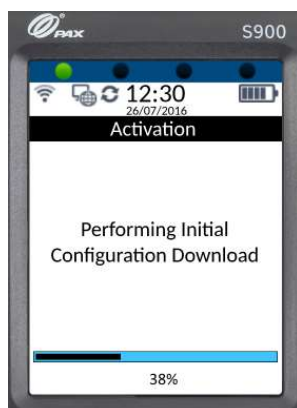 PAX
S900
12:30
26/07/2016
Activation
Performing Initial
Configuration Download
38%